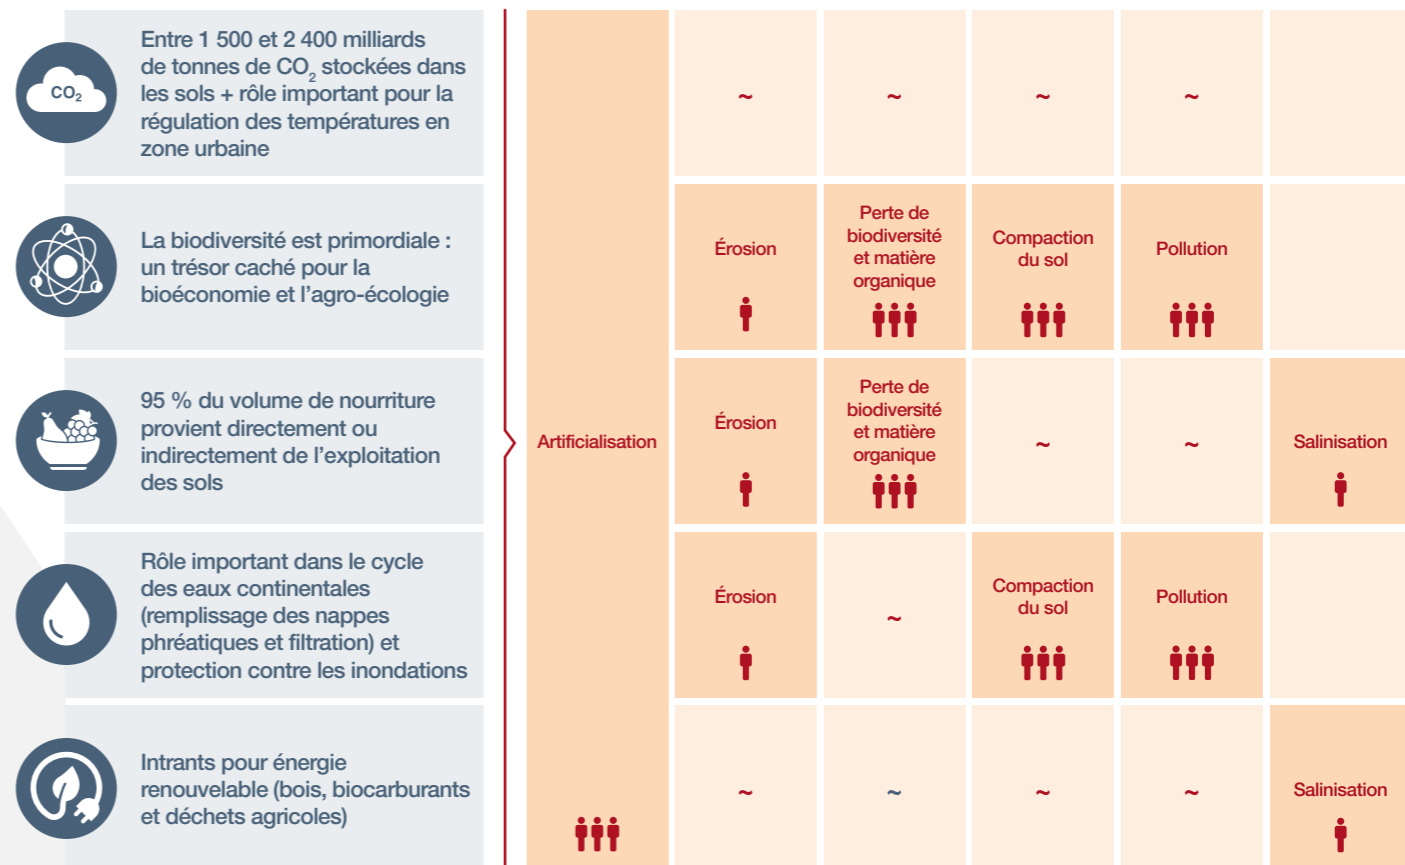 CO₂
Entre 1 500 et 2 400 milliards
de tonnes de CO₂ stockées dans
les sols + rôle important pour la
régulation des températures en
zone urbaine
~
~
~
~
La biodiversité est primordiale :
un trésor caché pour la
bioéconomie et l’agro-écologie
Érosion
Perte de
biodiversité
et matière
organique
Compaction
du sol
Pollution
95 % du volume de nourriture
provient directement ou
indirectement de l’exploitation
des sols
Artificialisation
Érosion
Perte de
biodiversité
et matière
organique
~
~
Salinisation
Rôle important dans le cycle
des eaux continentales
(remplissage des nappes
phréatiques et filtration) et
protection contre les inondations
Érosion
~
Compaction
du sol
Pollution
Intrants pour énergie
renouvelable (bois, biocarburants
et déchets agricoles)
~
~
~
~
Salinisation